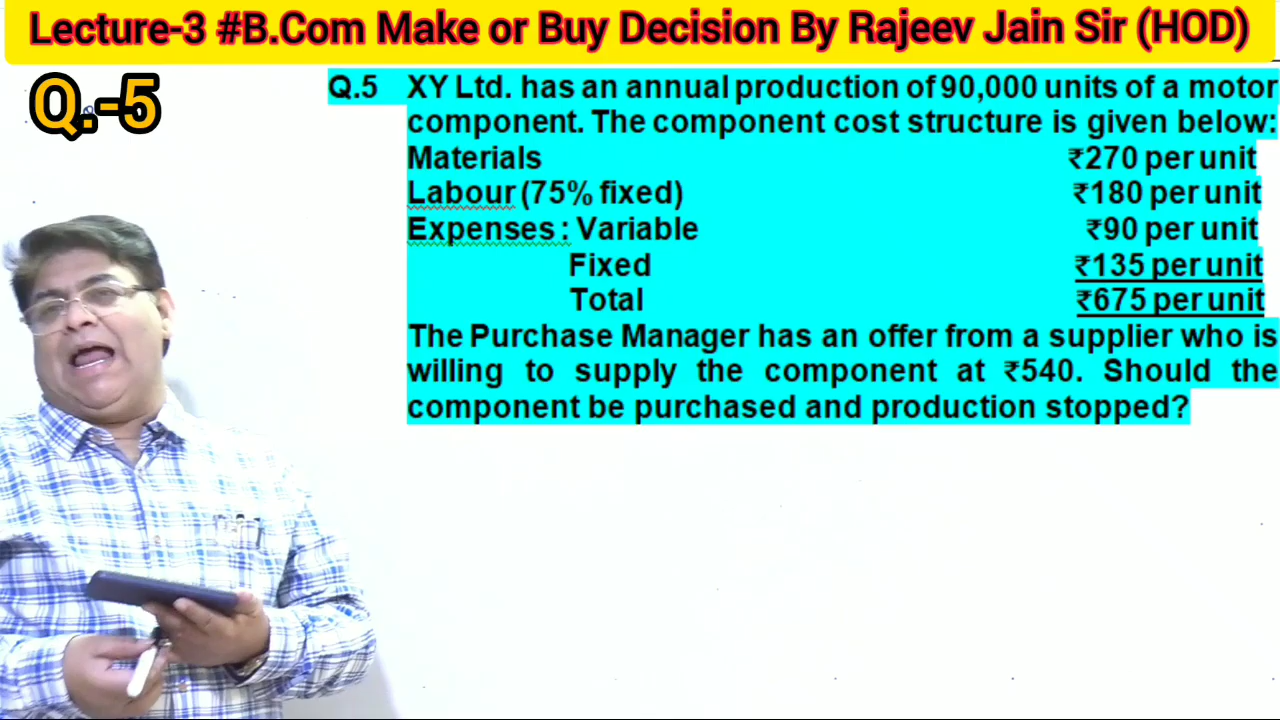 Lecture-3 #B.Com Make or Buy Decision By Rajeev Jain Sir (HOD)
Q.-5
Q.5 XY Ltd. has an annual production of 90,000 units of a motor
component. The component cost structure is given below:
Materials ₹270 per unit
Labour (75% fixed) ₹180 per unit
Expenses : Variable ₹90 per unit
Fixed ₹135 per unit
Total ₹675 per unit
The Purchase Manager has an offer from a supplier who is
willing to supply the component at ₹540. Should the
component be purchased and production stopped?